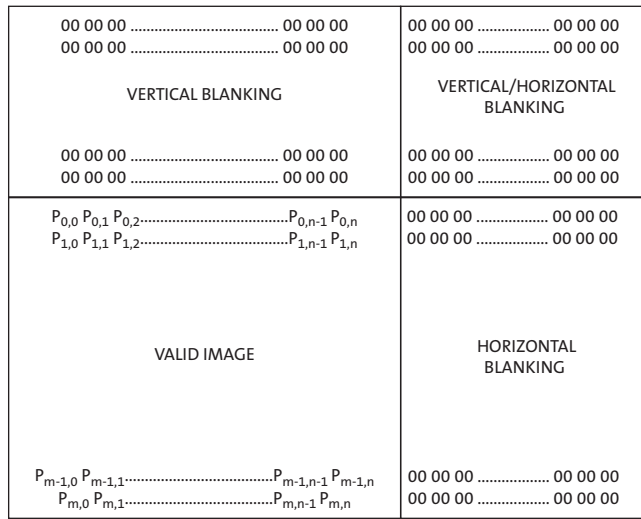 00 00 00 ..................................... 00 00 00
00 00 00 ..................................... 00 00 00
VERTICAL BLANKING
00 00 00 ..................................... 00 00 00
00 00 00 ..................................... 00 00 00
00 00 00 .................. 00 00 00
00 00 00 .................. 00 00 00
VERTICAL/HORIZONTAL
BLANKING
00 00 00 .................. 00 00 00
00 00 00 .................. 00 00 00
P0,0 P0,1 P0,2.....................................P0,n-1 P0,n
P1,0 P1,1 P1,2.....................................P1,n-1 P1,n
VALID IMAGE
Pm-1,0 Pm-1,1.....................................Pm-1,n-1 Pm-1,n
Pm,0 Pm,1.....................................Pm,n-1 Pm,n
00 00 00 .................. 00 00 00
00 00 00 .................. 00 00 00
HORIZONTAL
BLANKING
00 00 00 .................. 00 00 00
00 00 00 .................. 00 00 00